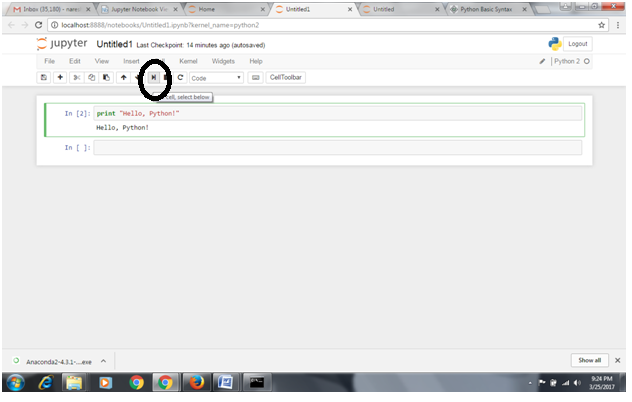 Inbox (35,180) - nares
Jupyter Notebook Vi
Home
Untitled1
Untitled
Python Basic Syntax
localhost:8888/notebooks/Untitled1.ipynb?kernel_name=python2
jupyter Untitled1 Last Checkpoint: 14 minutes ago (autosaved)
Logout
File Edit View Insert Kernel Widgets Help
Python 2
Code
CellToolbar
cell, select below
In [2]: print "Hello, Python!"
Hello, Python!
In [ ]:
Anaconda2-4.3.1-....exe
Show all
9:24 PM
3/25/2017